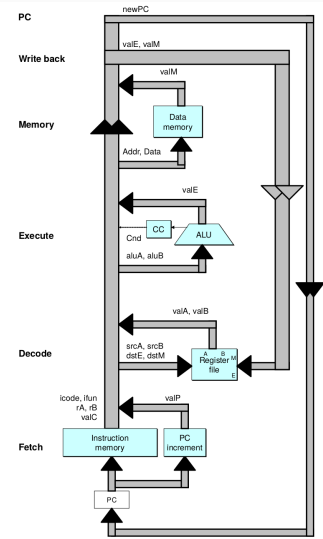 newPC
PC
valE, valM
Write back
valM
Memory
Data
memory
Addr, Data
valE
CC
ALU
Execute
Cnd
aluA, aluB
valA, valB
A B
srcA, srcB
Register M
Decode
dstE, dstM
file
E
icode, ifun
valP
rA, rB
valC
Fetch
Instruction
memory
PC
increment
PC